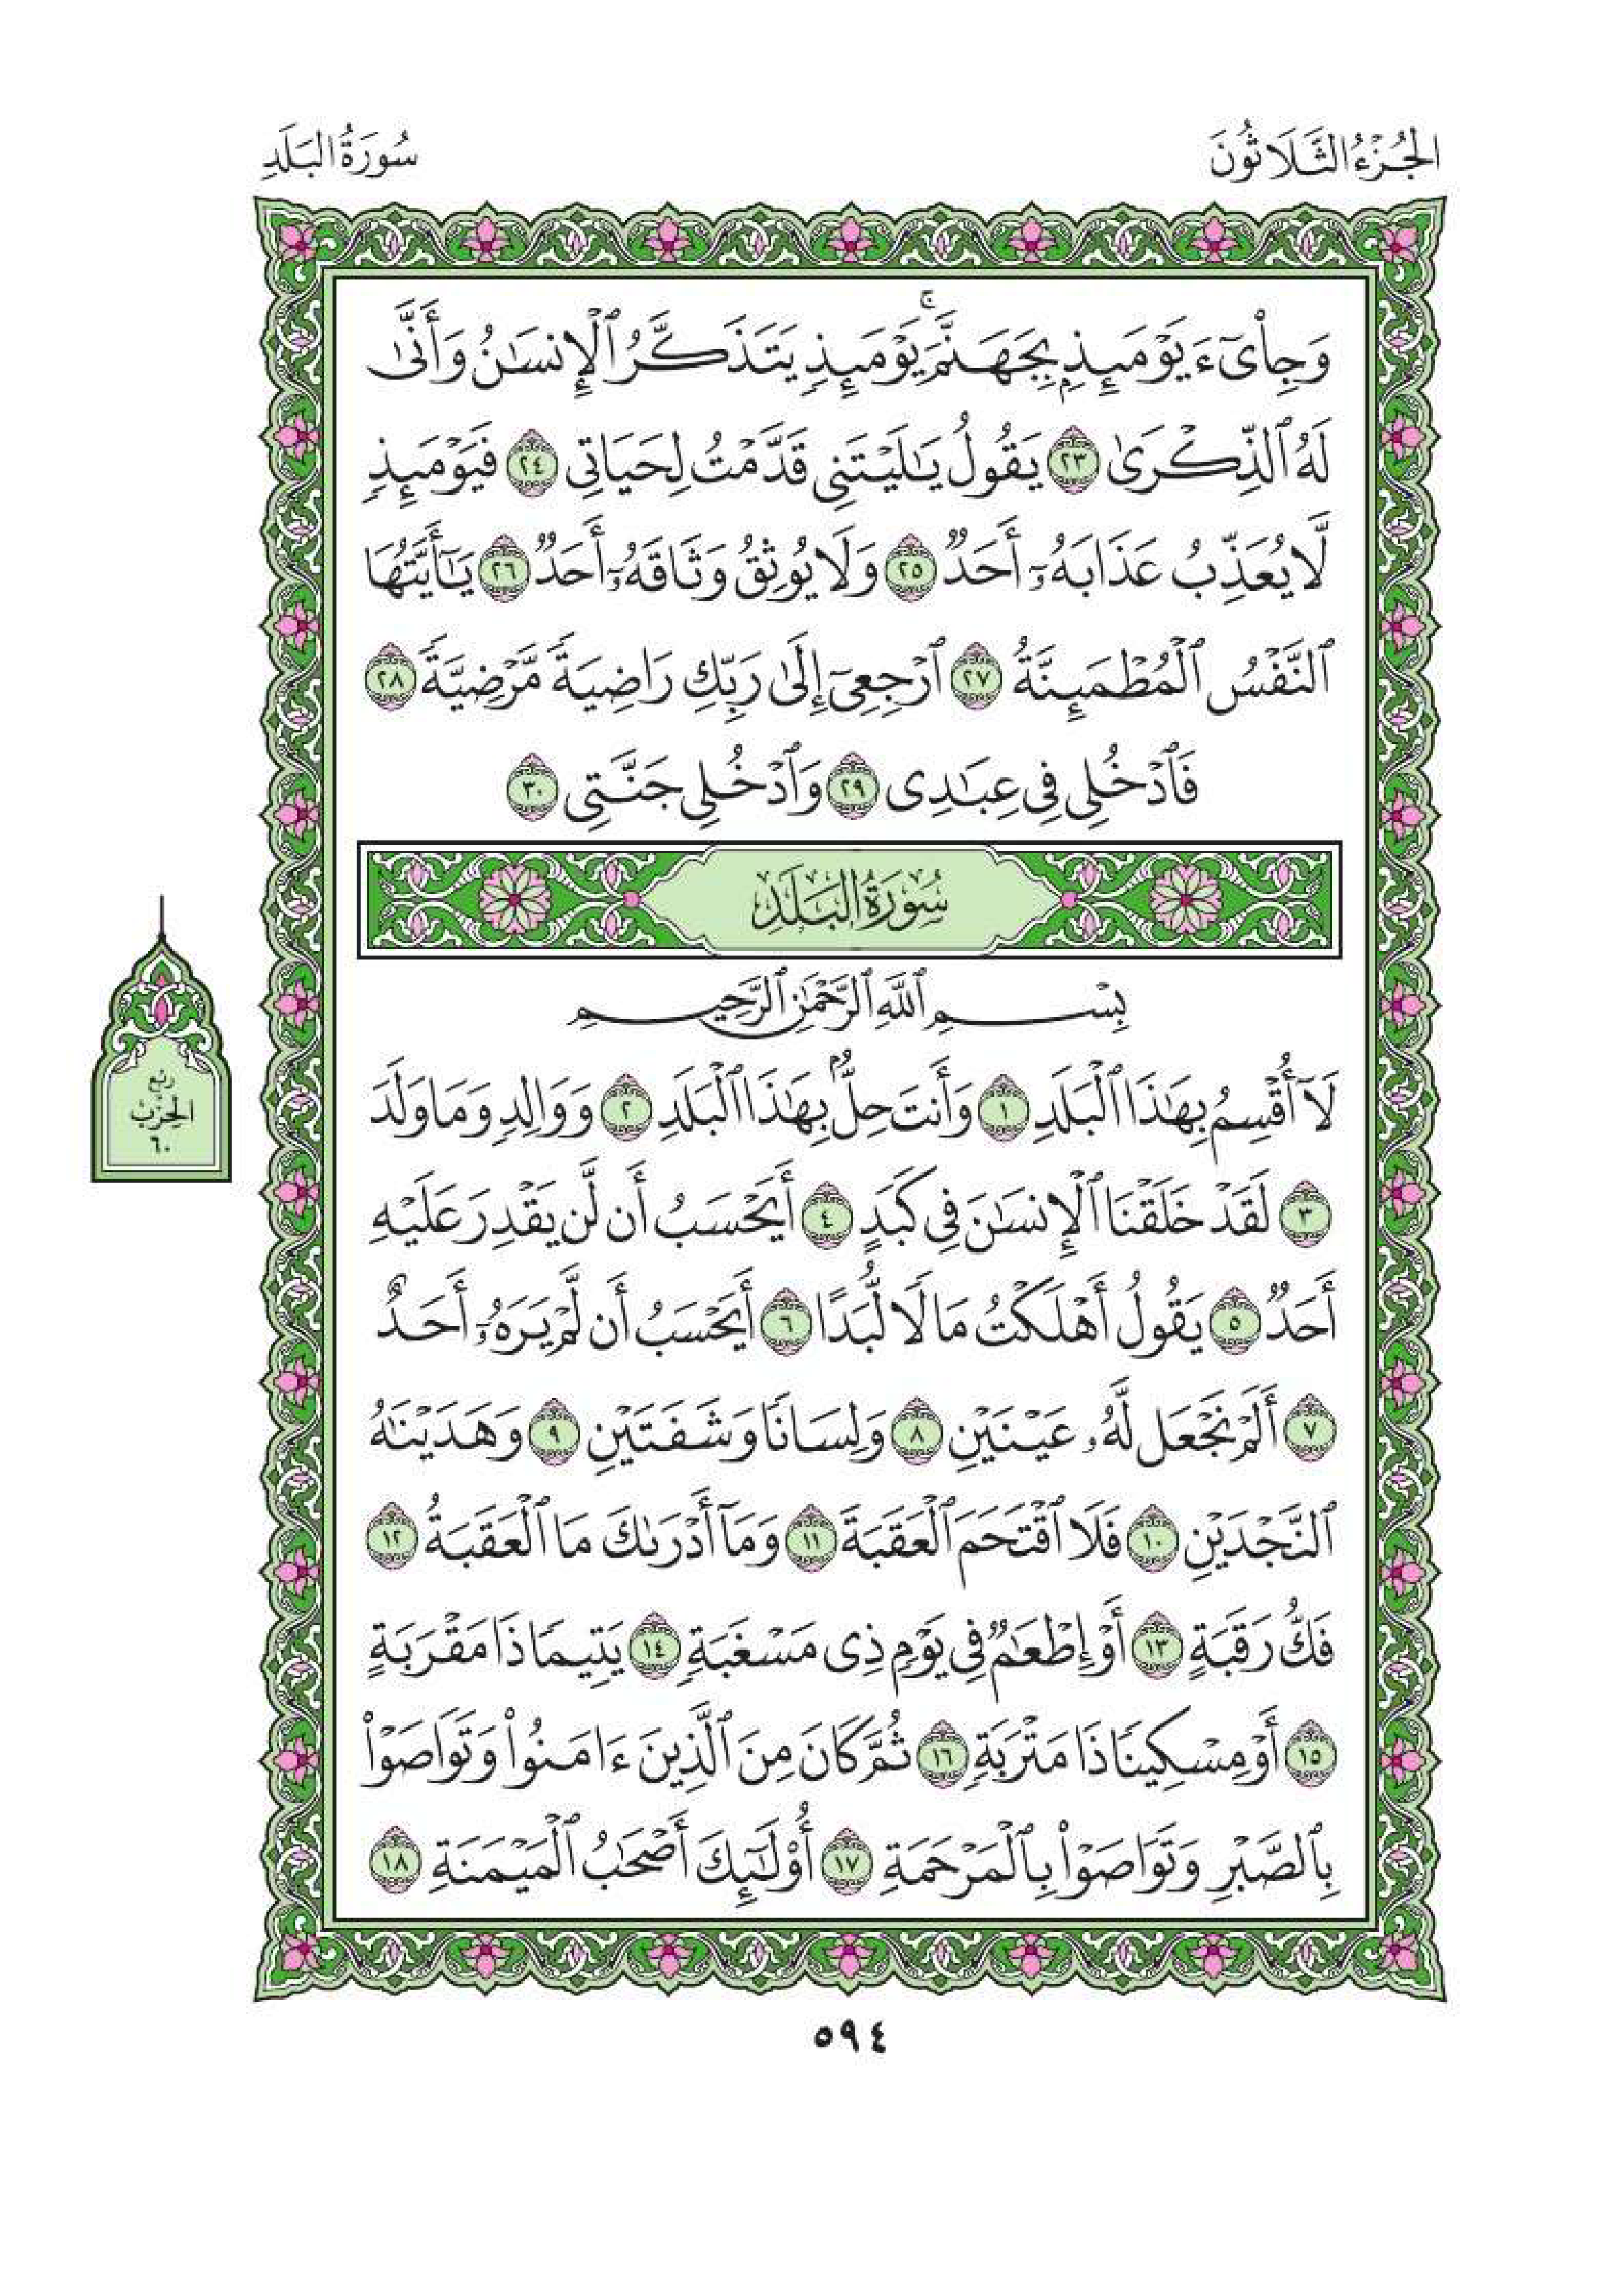 الجُزْءُ الثَّلَاثُونَ
سُورَةُ البَلَدِ
وَجِاْىٓءَ يَوْمَئِذِۭ بِجَهَنَّمَۚ يَوْمَئِذٖ يَتَذَكَّرُ ٱلْإِنسَٰنُ وَأَنَّىٰ
لَهُ ٱلذِّكْرَىٰ ٢٣ يَقُولُ يَٰلَيْتَنِى قَدَّمْتُ لِحَيَاتِى ٢٤ فَيَوْمَئِذٖ
لَّا يُعَذِّبُ عَذَابَهُۥٓ أَحَدٞ ٢٥ وَلَا يُوثِقُ وَثَاقَهُۥٓ أَحَدٞ ٢٦ يَٰٓأَيَّتُهَا
ٱلنَّفْسُ ٱلْمُطْمَئِنَّةُ ٢٧ ٱرْجِعِىٓ إِلَىٰ رَبِّكِ رَاضِيَةٗ مَّرْضِيَّةٗ ٢٨
فَٱدْخُلِى فِى عِبَٰدِى ٢٩ وَٱدْخُلِى جَنَّتِى ٣٠
سُورَةُ البَلَدِ
بِسْمِ ٱللَّهِ ٱلرَّحْمَٰنِ ٱلرَّحِيمِ
لَآ أُقْسِمُ بِهَٰذَا ٱلْبَلَدِ ١ وَأَنتَ حِلُّۢ بِهَٰذَا ٱلْبَلَدِ ٢ وَوَالِدٖ وَمَا وَلَدَ
٣ لَقَدْ خَلَقْنَا ٱلْإِنسَٰنَ فِى كَبَدٍ ٤ أَيَحْسَبُ أَن لَّن يَقْدِرَ عَلَيْهِ
أَحَدٞ ٥ يَقُولُ أَهْلَكْتُ مَالٗا لُّبَدًا ٦ أَيَحْسَبُ أَن لَّمْ يَرَهُۥٓ أَحَدٌ
٧ أَلَمْ نَجْعَل لَّهُۥ عَيْنَيْنِ ٨ وَلِسَانٗا وَشَفَتَيْنِ ٩ وَهَدَيْنَٰهُ
ٱلنَّجْدَيْنِ ١٠ فَلَا ٱقْتَحَمَ ٱلْعَقَبَةَ ١١ وَمَآ أَدْرَىٰكَ مَا ٱلْعَقَبَةُ ١٢
فَكُّ رَقَبَةٍ ١٣ أَوْ إِطْعَٰمٞ فِى يَوْمٖ ذِى مَسْغَبَةٖ ١٤ يَتِيمٗا ذَا مَقْرَبَةٍ
١٥ أَوْ مِسْكِينٗا ذَا مَتْرَبَةٖ ١٦ ثُمَّ كَانَ مِنَ ٱلَّذِينَ ءَامَنُوا۟ وَتَوَاصَوْا۟
بِٱلصَّبْرِ وَتَوَاصَوْا۟ بِٱلْمَرْحَمَةِ ١٧ أُو۟لَٰٓئِكَ أَصْحَٰبُ ٱلْمَيْمَنَةِ ١٨
ربع
الحِزْب
٦٠
٥٩٤